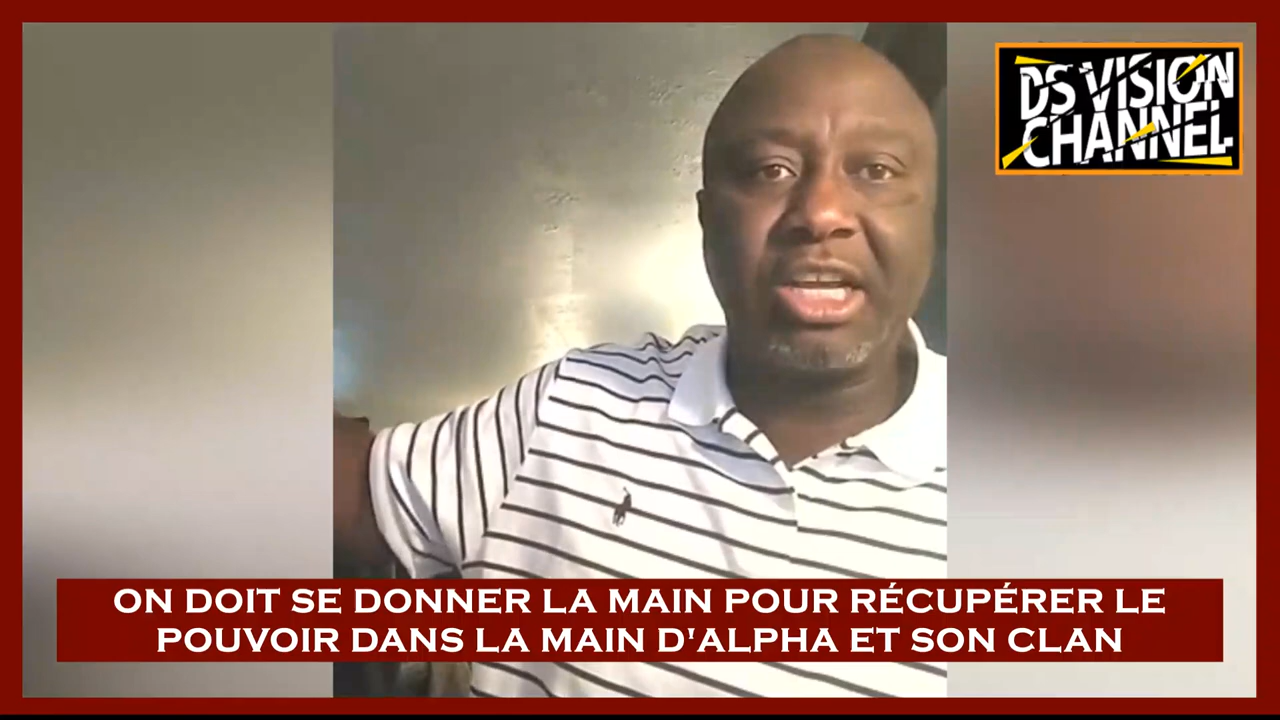 DS VISION
CHANNEL
ON DOIT SE DONNER LA MAIN POUR RÉCUPÉRER LE
POUVOIR DANS LA MAIN D'ALPHA ET SON CLAN